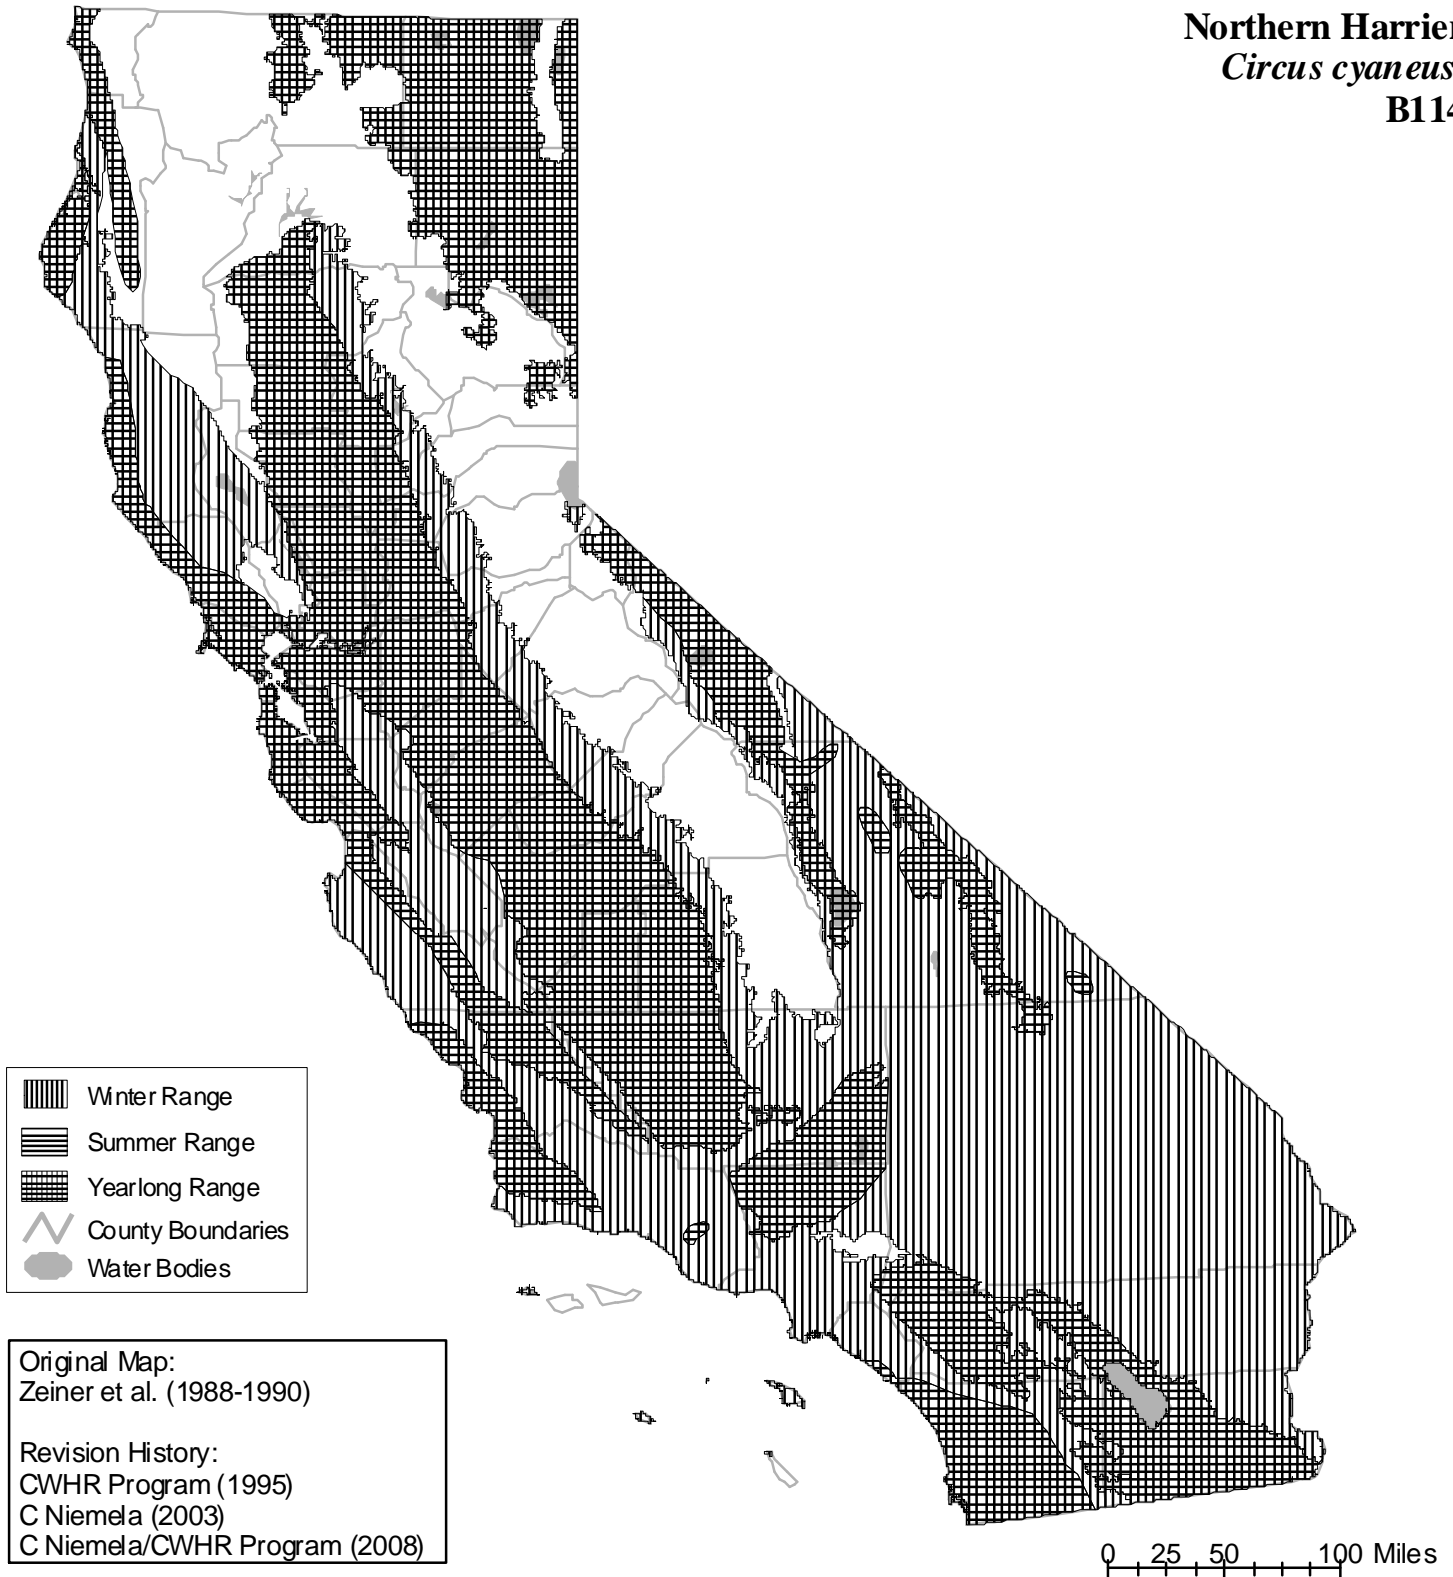 Northern Harrier
Circus cyaneus
B114
Winter Range
Summer Range
Yearlong Range
County Boundaries
Water Bodies
Original Map:
Zeiner et al. (1988-1990)
Revision History:
CWHR Program (1995)
C Niemela (2003)
C Niemela/CWHR Program (2008)
0 25 50 100 Miles